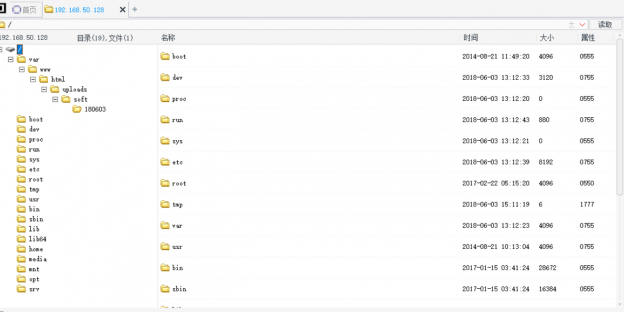 首页 192.168.50.128
/ 读取
192.168.50.128 目录(19),文件(1) 名称 时间 大小 属性
/
var
www
html
uploads
soft
180603
boot
dev
proc
run
sys
etc
root
tmp
usr
bin
sbin
lib
lib64
home
media
mnt
opt
srv
boot 2014-08-21 11:49:20 4096 0555
dev 2018-06-03 13:12:33 3120 0755
proc 2018-06-03 13:12:20 0 0555
run 2018-06-03 13:12:43 880 0755
sys 2018-06-03 13:12:21 0 0555
etc 2018-06-03 13:12:39 8192 0755
root 2017-02-22 05:15:20 4096 0550
tmp 2018-06-03 15:11:19 6 1777
var 2018-06-03 13:12:23 4096 0755
usr 2014-08-21 10:13:04 4096 0755
bin 2017-01-15 03:41:24 28672 0555
sbin 2017-01-15 03:41:24 16384 0555